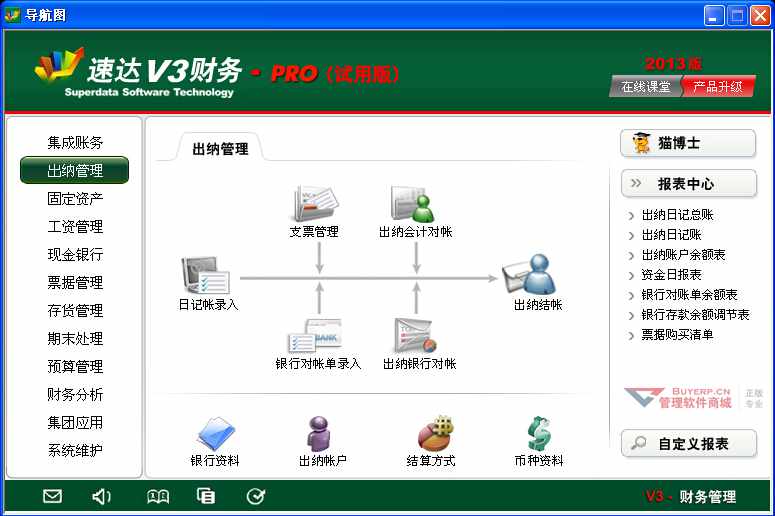 导航图
速达V3财务·PRO(试用版)
Superdata Software Technology
2013版
在线课堂 产品升级
集成账务
出纳管理
固定资产
工资管理
现金银行
票据管理
存货管理
期末处理
预算管理
财务分析
集团应用
系统维护
出纳管理
支票管理
出纳会计对帐
日记帐录入
出纳结帐
银行对帐单录入
出纳银行对帐
银行资料
出纳帐户
结算方式
币种资料
猫博士
报表中心
出纳日记总账
出纳日记账
出纳账户余额表
资金日报表
银行对账单余额表
银行存款余额调节表
票据购买清单
BUYERP.CN
管理软件商城
正版
专业
自定义报表
V3 - 财务管理